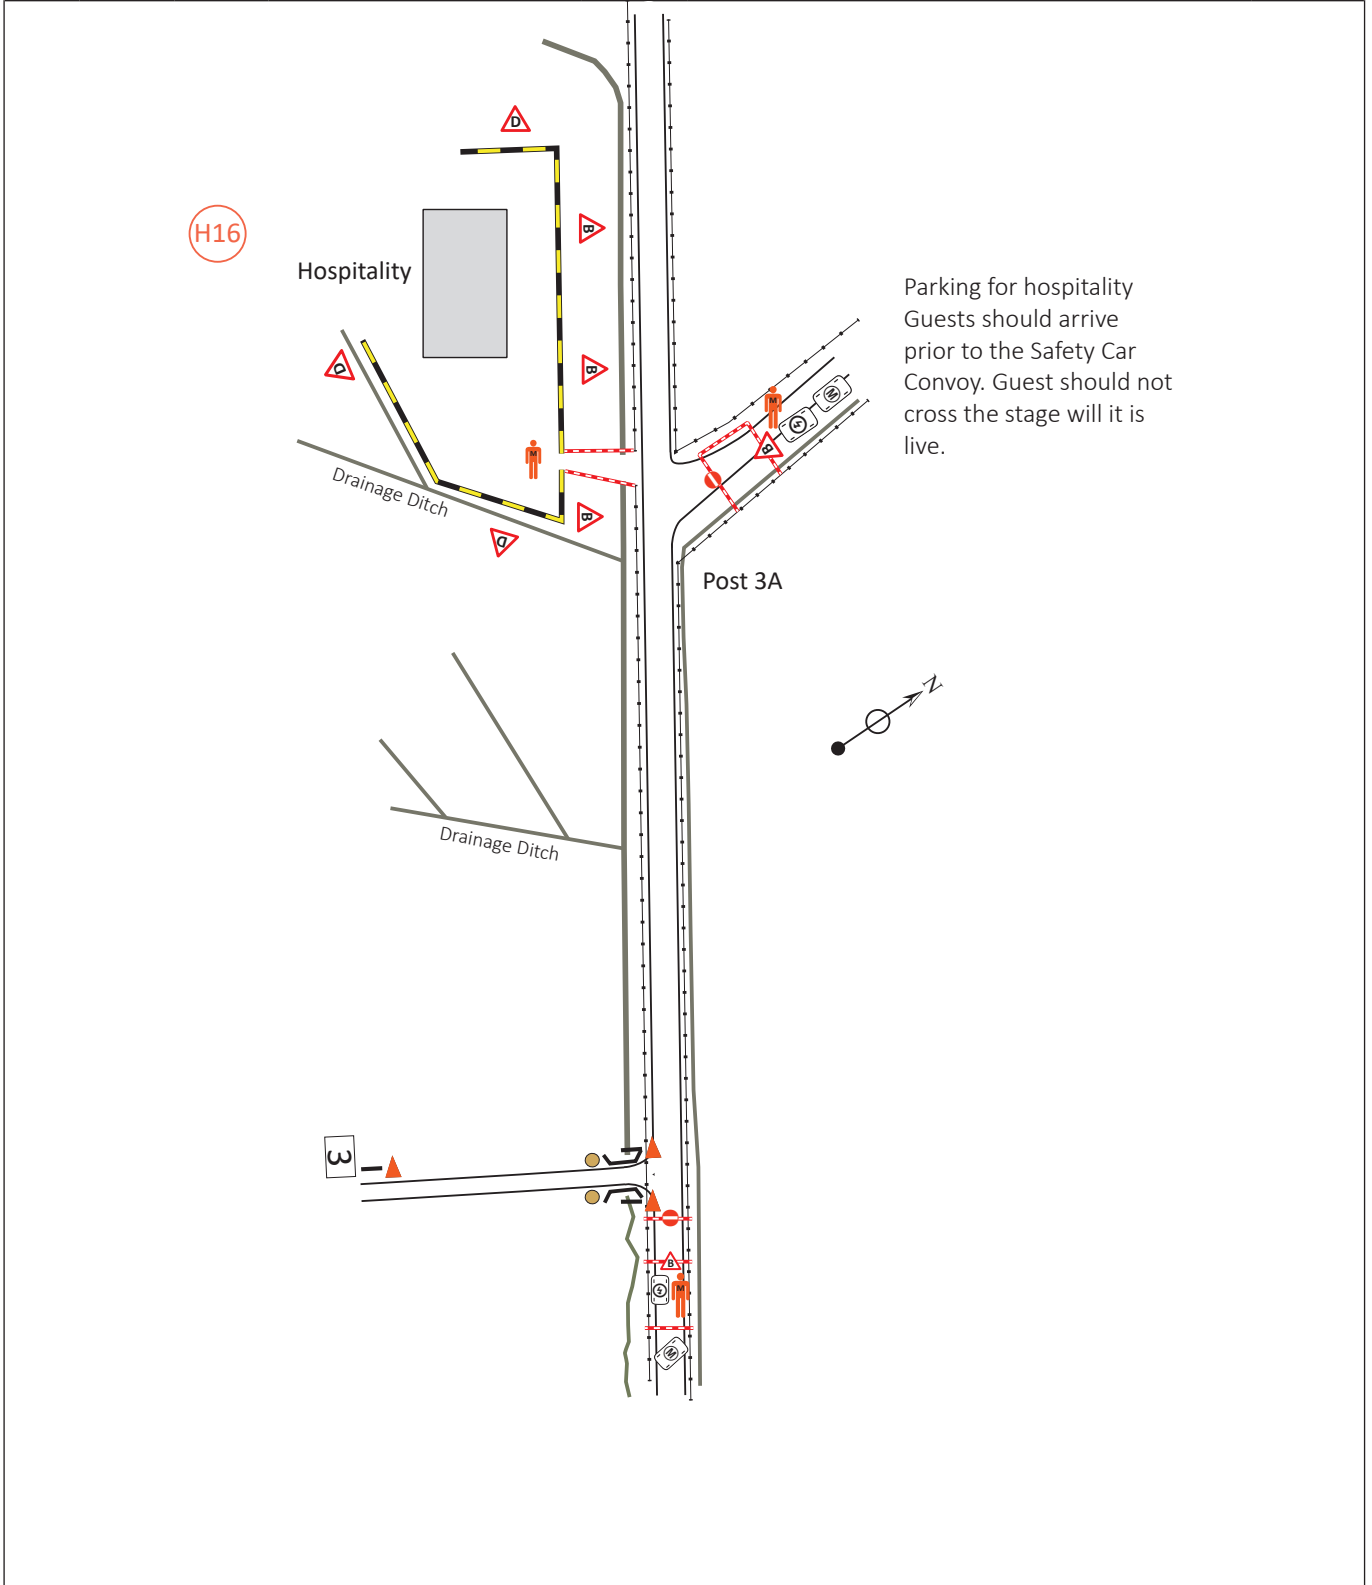 D
B
H16
Hospitality
Parking for hospitality
Guests should arrive
prior to the Safety Car
Convoy. Guest should not
cross the stage will it is
live.
D
B
M
M
B
M
Drainage Ditch
B
D
Post 3A
N
Drainage Ditch
3
B
M
M